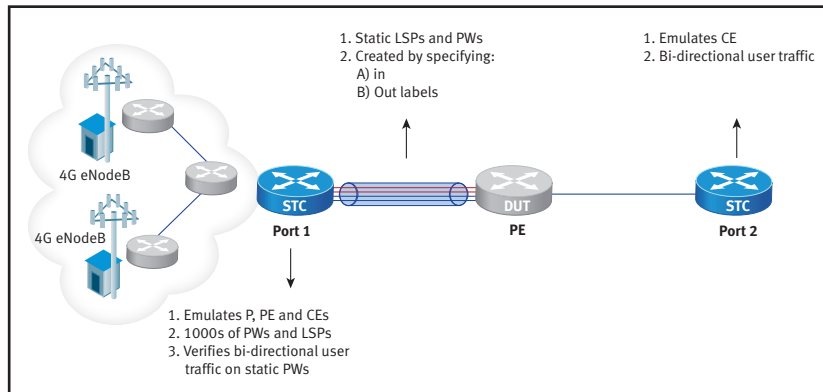 1. Static LSPs and PWs
2. Created by specifying:
A) in
B) Out labels
1. Emulates CE
2. Bi-directional user traffic
4G eNodeB
4G eNodeB
STC
DUT
STC
Port 1
PE
Port 2
1. Emulates P, PE and CEs
2. 1000s of PWs and LSPs
3. Verifies bi-directional user
traffic on static PWs